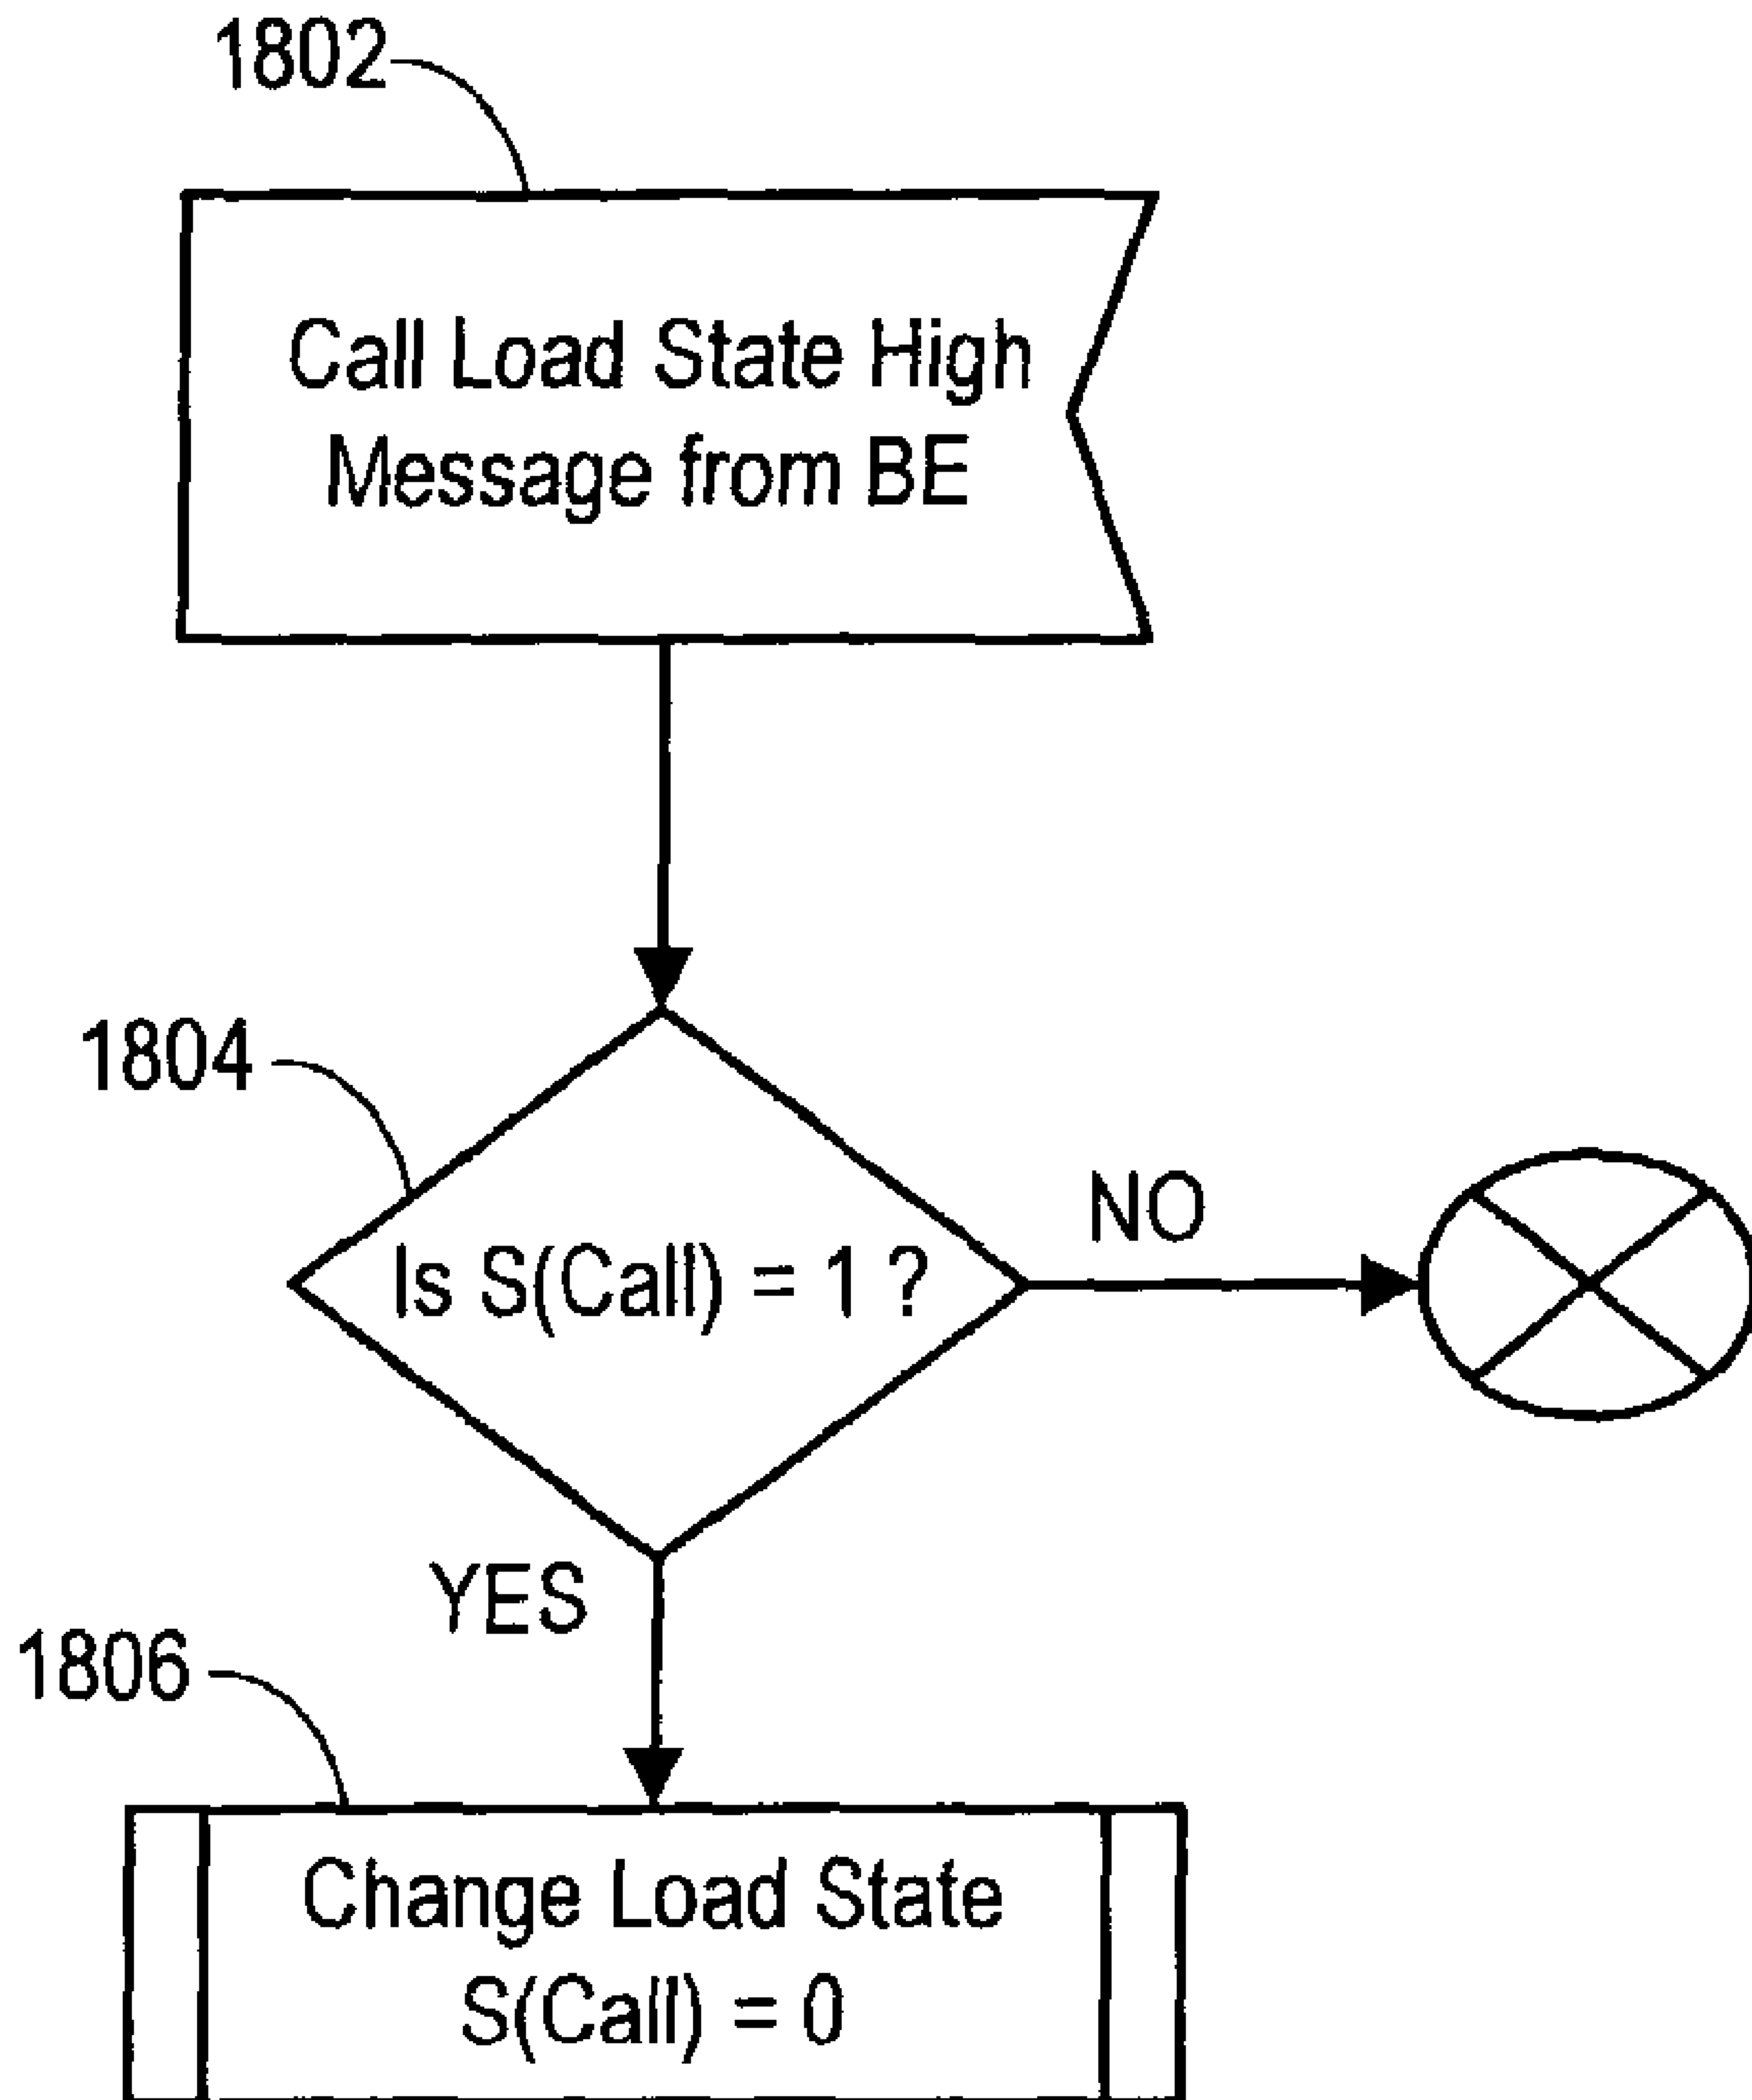 1802
Call Load State High
Message from BE
1804
Is S(Call) = 1 ?
NO
YES
1806
Change Load State
S(Call) = 0